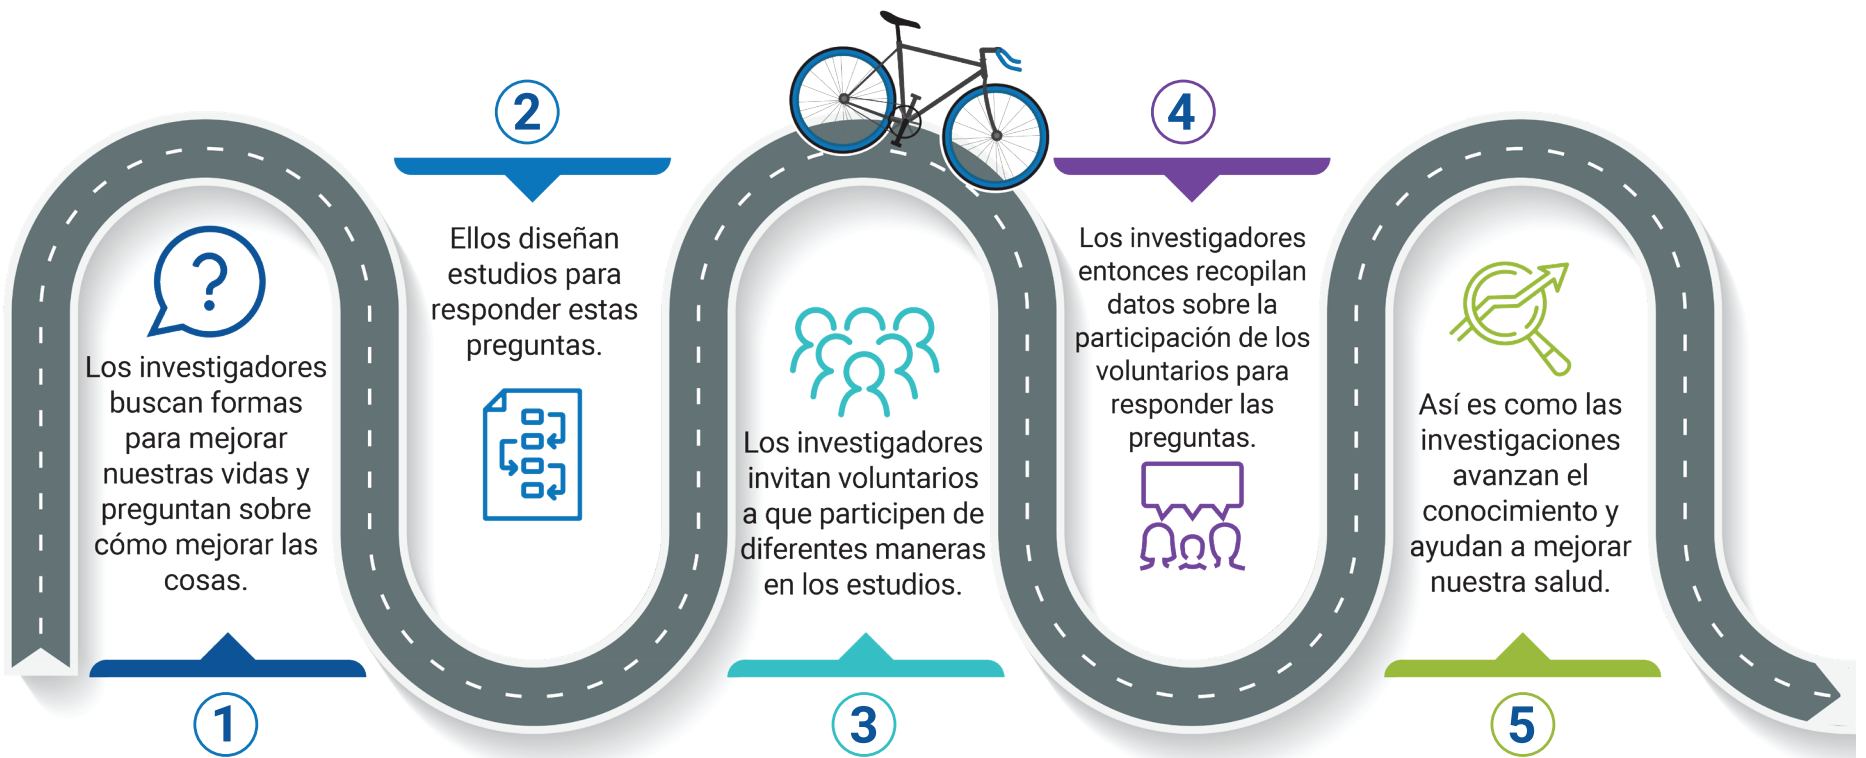 1
Los investigadores
buscan formas
para mejorar
nuestras vidas y
preguntan sobre
cómo mejorar las
cosas.
2
Ellos diseñan
estudios para
responder estas
preguntas.
3
Los investigadores
invitan voluntarios
a que participen de
diferentes maneras
en los estudios.
4
Los investigadores
entonces recopilan
datos sobre la
participación de los
voluntarios para
responder las
preguntas.
5
Así es como las
investigaciones
avanzan el
conocimiento y
ayudan a mejorar
nuestra salud.